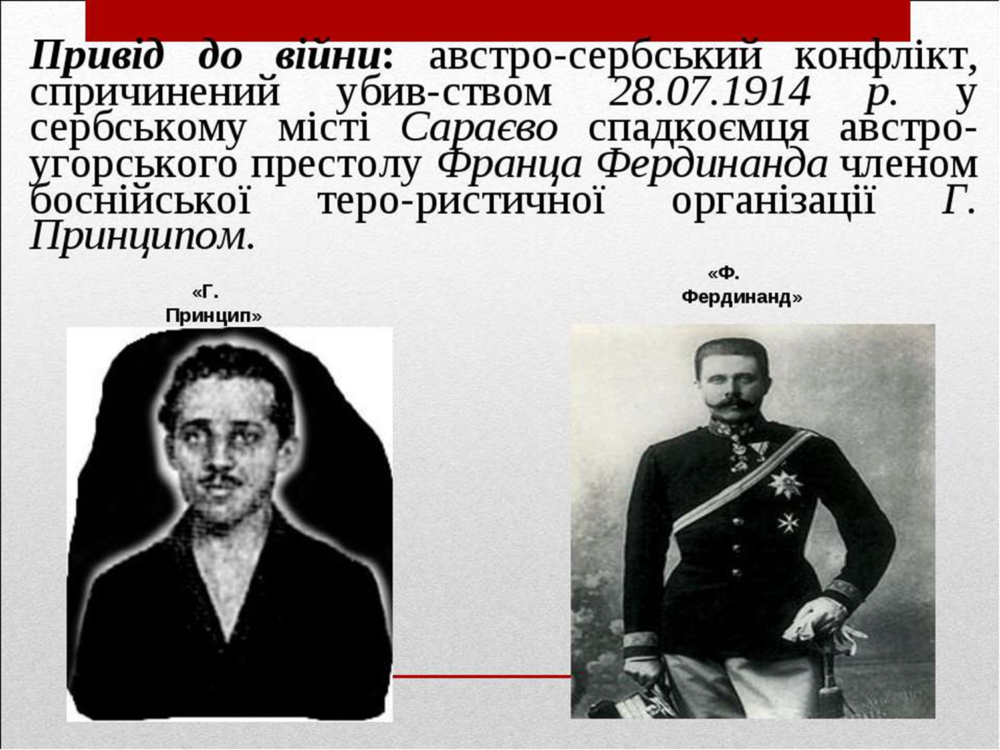 Привід до війни: австро-сербський конфлікт,
спричинений убив-ством 28.07.1914 р. у
сербському місті Сараєво спадкоємця австро-
угорського престолу Франца Фердинанда членом
боснійської теро-ристичної організації Г.
Принципом.
«Г.
Принцип»
«Ф.
Фердинанд»